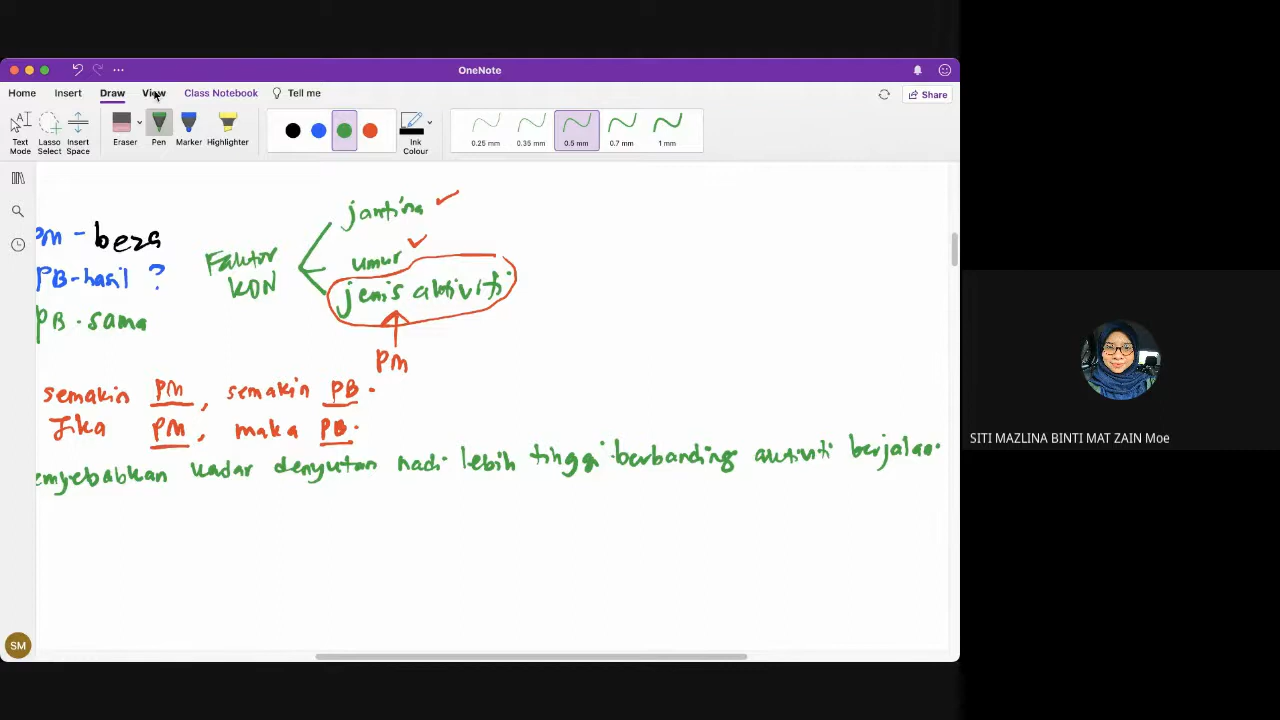 OneNote
Home Insert Draw View Class Notebook Tell me Share
Text Mode Lasso Select Insert Space Eraser Pen Marker Highlighter Ink Colour 0.25 mm 0.35 mm 0.5 mm 0.7 mm 1 mm
jantina
PM - beza
Faktor
umur
PB-hasil ?
KDN
jenis aktiviti
PB. sama
PM
semakin PM, semakin PB.
Jika PM, maka PB.
kadar denyutan nadi lebih tinggi berbanding aktiviti berjalan.
SITI MAZLINA BINTI MAT ZAIN Moe
SM